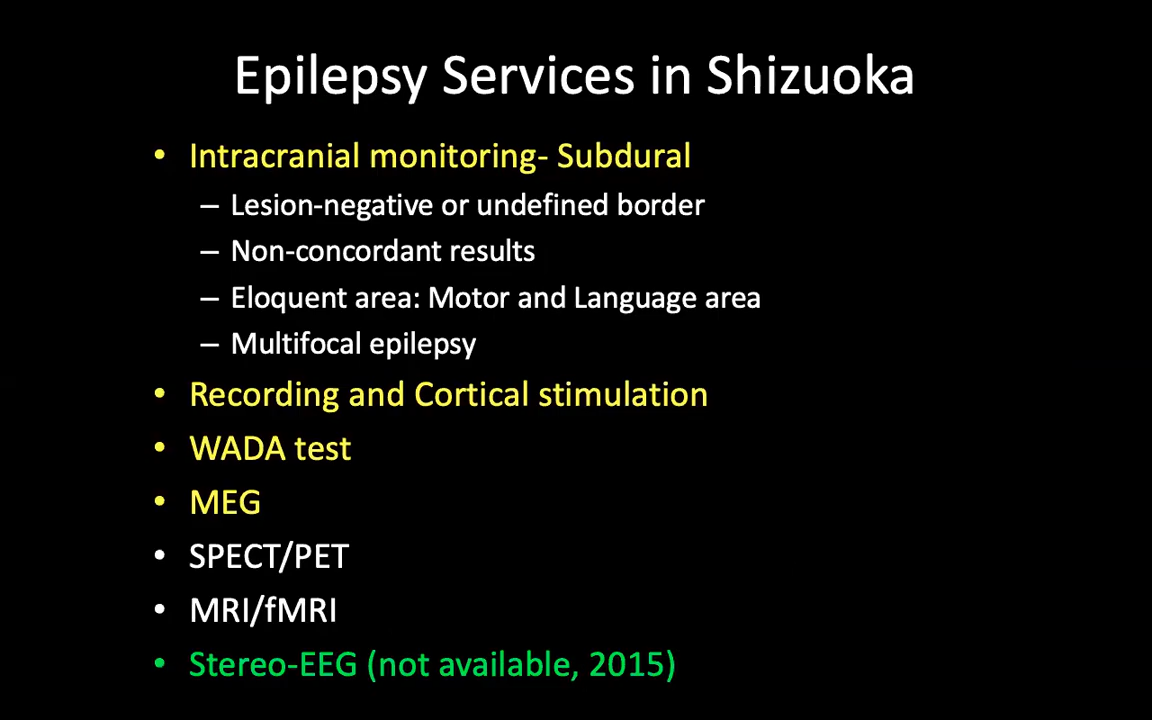 Epilepsy Services in Shizuoka
• Intracranial monitoring- Subdural
– Lesion-negative or undefined border
– Non-concordant results
– Eloquent area: Motor and Language area
– Multifocal epilepsy
• Recording and Cortical stimulation
• WADA test
• MEG
• SPECT/PET
• MRI/fMRI
• Stereo-EEG (not available, 2015)